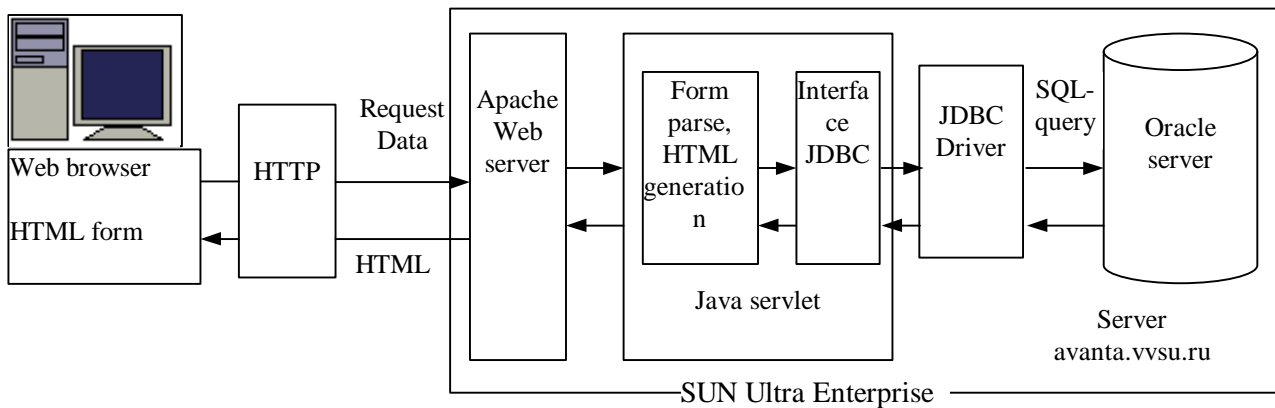 Web browser
HTML form
HTTP
Request
Data
HTML
Apache
Web
server
Form
parse,
HTML
generatio
n
Interfa
ce
JDBC
Java servlet
JDBC
Driver
SQL-
query
Oracle
server
Server
avanta.vvsu.ru
SUN Ultra Enterprise